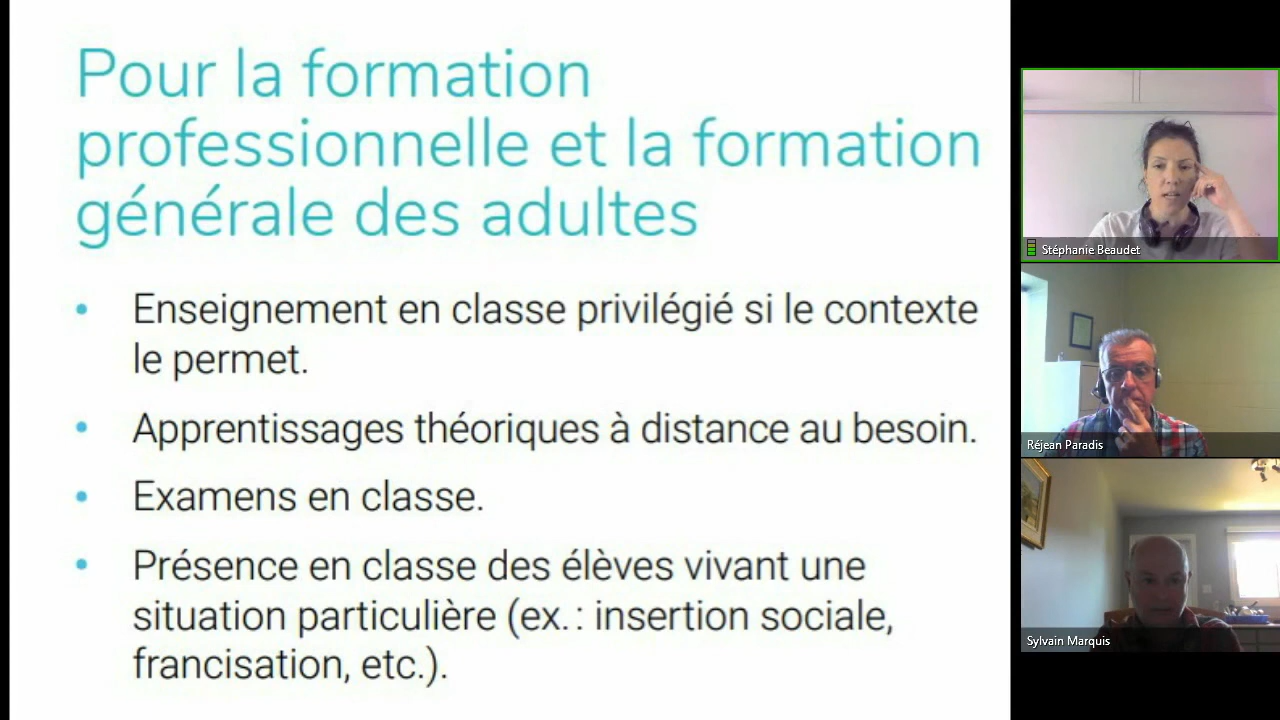 Pour la formation
professionnelle et la formation
générale des adultes
• Enseignement en classe privilégié si le contexte
le permet.
• Apprentissages théoriques à distance au besoin.
• Examens en classe.
• Présence en classe des élèves vivant une
situation particulière (ex. : insertion sociale,
francisation, etc.).
Stéphanie Beaudet
Réjean Paradis
Sylvain Marquis